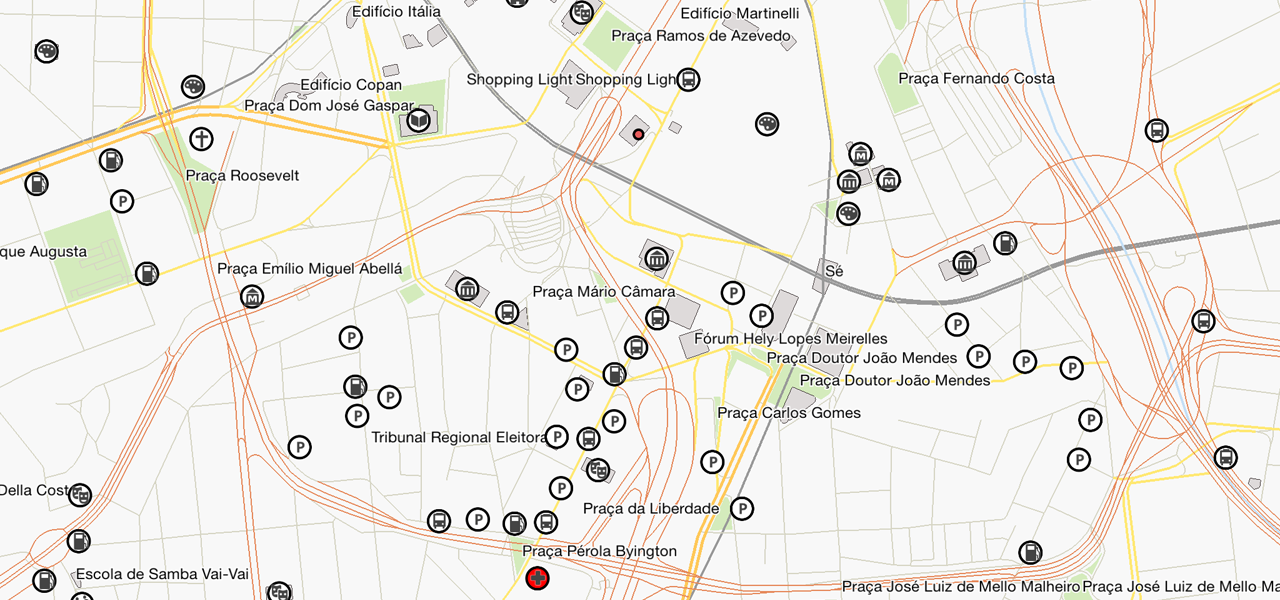 Edifício Itália
Edifício Martinelli
Praça Ramos de Azevedo
Shopping Light Shopping Ligh
Praça Fernando Costa
Edifício Copan
Praça Dom José Gaspar
Praça Roosevelt
que Augusta
Praça Emílio Miguel Abellá
Sé
Praça Mário Câmara
Fórum Hely Lopes Meirelles
Praça Doutor João Mendes
Praça Doutor João Mendes
Praça Carlos Gomes
Tribunal Regional Eleitora
Della Cost
Praça da Liberdade
Praça Pérola Byington
Escola de Samba Vai-Vai
Praça José Luiz de Mello Malheiro Praça José Luiz de Mello Ma